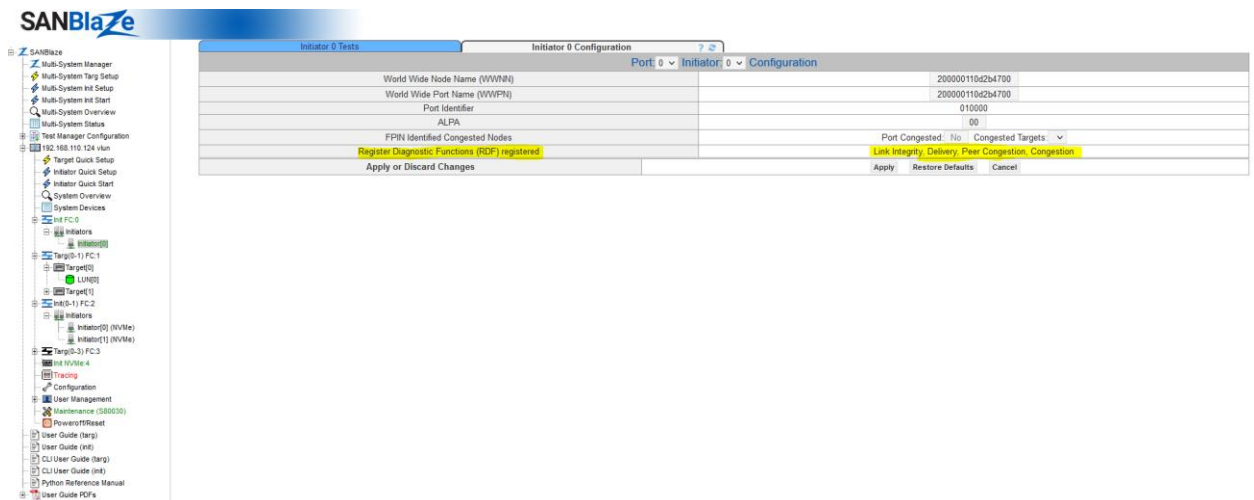 SANBlaze
SANBlaze
Multi-System Manager
Multi-System Targ Setup
Multi-System Init Setup
Multi-System Init Start
Multi-System Overview
Multi-System Status
Test Manager Configuration
192.168.110.124 vlun
Target Quick Setup
Initiator Quick Setup
Initiator Quick Start
System Overview
System Devices
Init FC:0
Initiators
Initiator[0]
Targ(0-1) FC:1
Target[0]
LUN[0]
Target[1]
Init(0-1) FC:2
Initiators
Initiator[0] (NVMe)
Initiator[1] (NVMe)
Targ(0-3) FC:3
Init NVMe:4
Tracing
Configuration
User Management
Maintenance (S80030)
Poweroff/Reset
User Guide (targ)
User Guide (init)
CLI User Guide (targ)
CLI User Guide (init)
Python Reference Manual
User Guide PDFs
Initiator 0 Tests Initiator 0 Configuration ?
Port: 0 Initiator: 0 Configuration
World Wide Node Name (WWNN) 200000110d2b4700
World Wide Port Name (WWPN) 200000110d2b4700
Port Identifier 010000
ALPA 00
FPIN Identified Congested Nodes Port Congested: No Congested Targets:
Register Diagnostic Functions (RDF) registered Link Integrity, Delivery, Peer Congestion, Congestion
Apply or Discard Changes Apply Restore Defaults Cancel